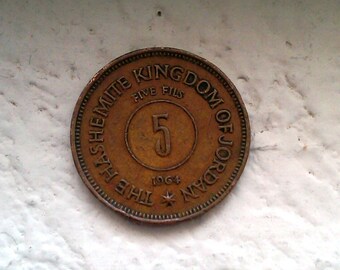 THE HASHEMITE KINGDOM OF JORDAN
FIVE FILS
5
1964